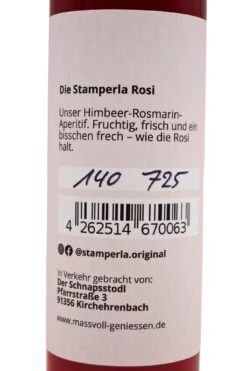 Die Stamperla Rosi
Unser Himbeer-Rosmarin-
Aperitif. Fruchtig, frisch und ein
bisschen frech – wie die Rosi
halt.
140 725
4 262514 670063
@stamperla.original
In Verkehr gebracht von:
Der Schnapsstodl
Pfarrstraße 3
91356 Kirchehrenbach
www.massvoll-geniessen.de